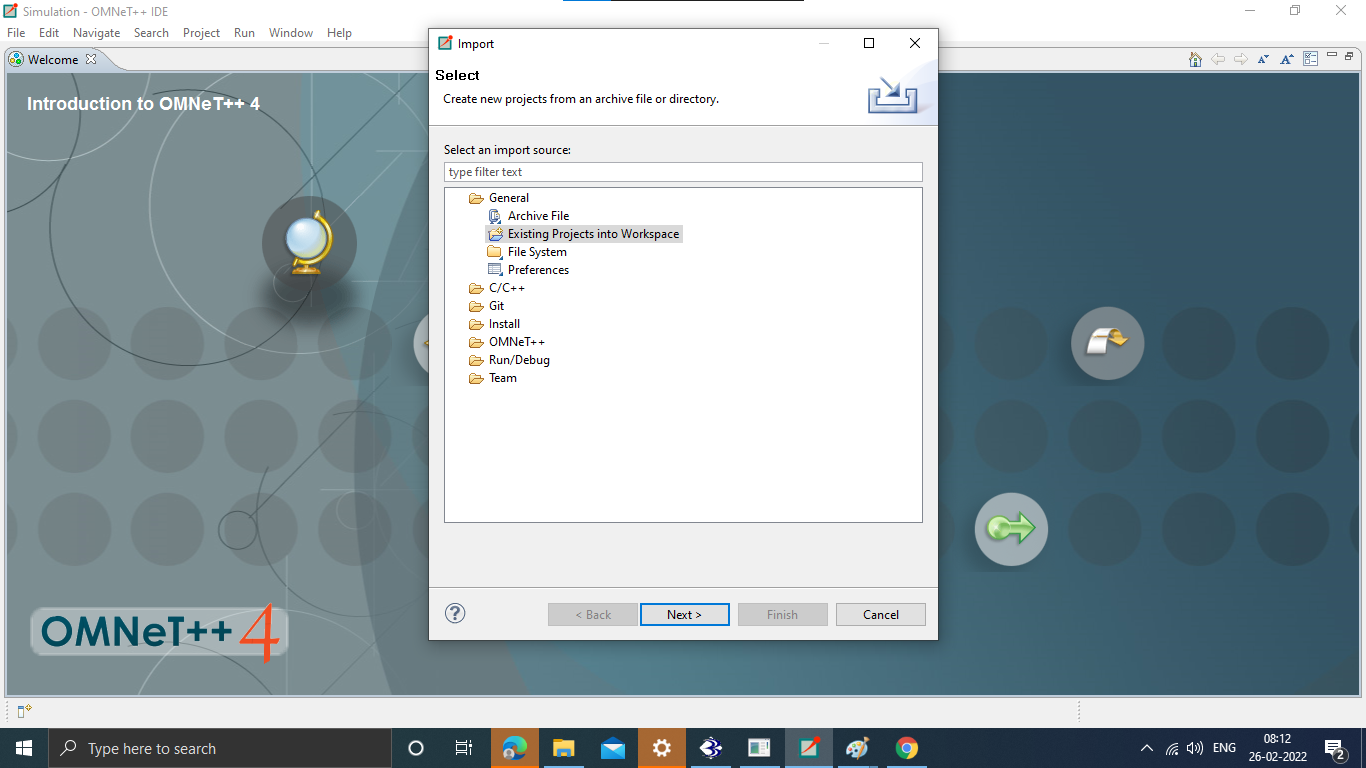 Simulation - OMNeT++ IDE
File Edit Navigate Search Project Run Window Help
Welcome
Introduction to OMNeT++ 4
Import
Select
Create new projects from an archive file or directory.
Select an import source:
type filter text
General
Archive File
Existing Projects into Workspace
File System
Preferences
C/C++
Git
Install
OMNeT++
Run/Debug
Team
< Back Next > Finish Cancel
OMNeT++ 4
Type here to search
ENG
08:12
26-02-2022
2